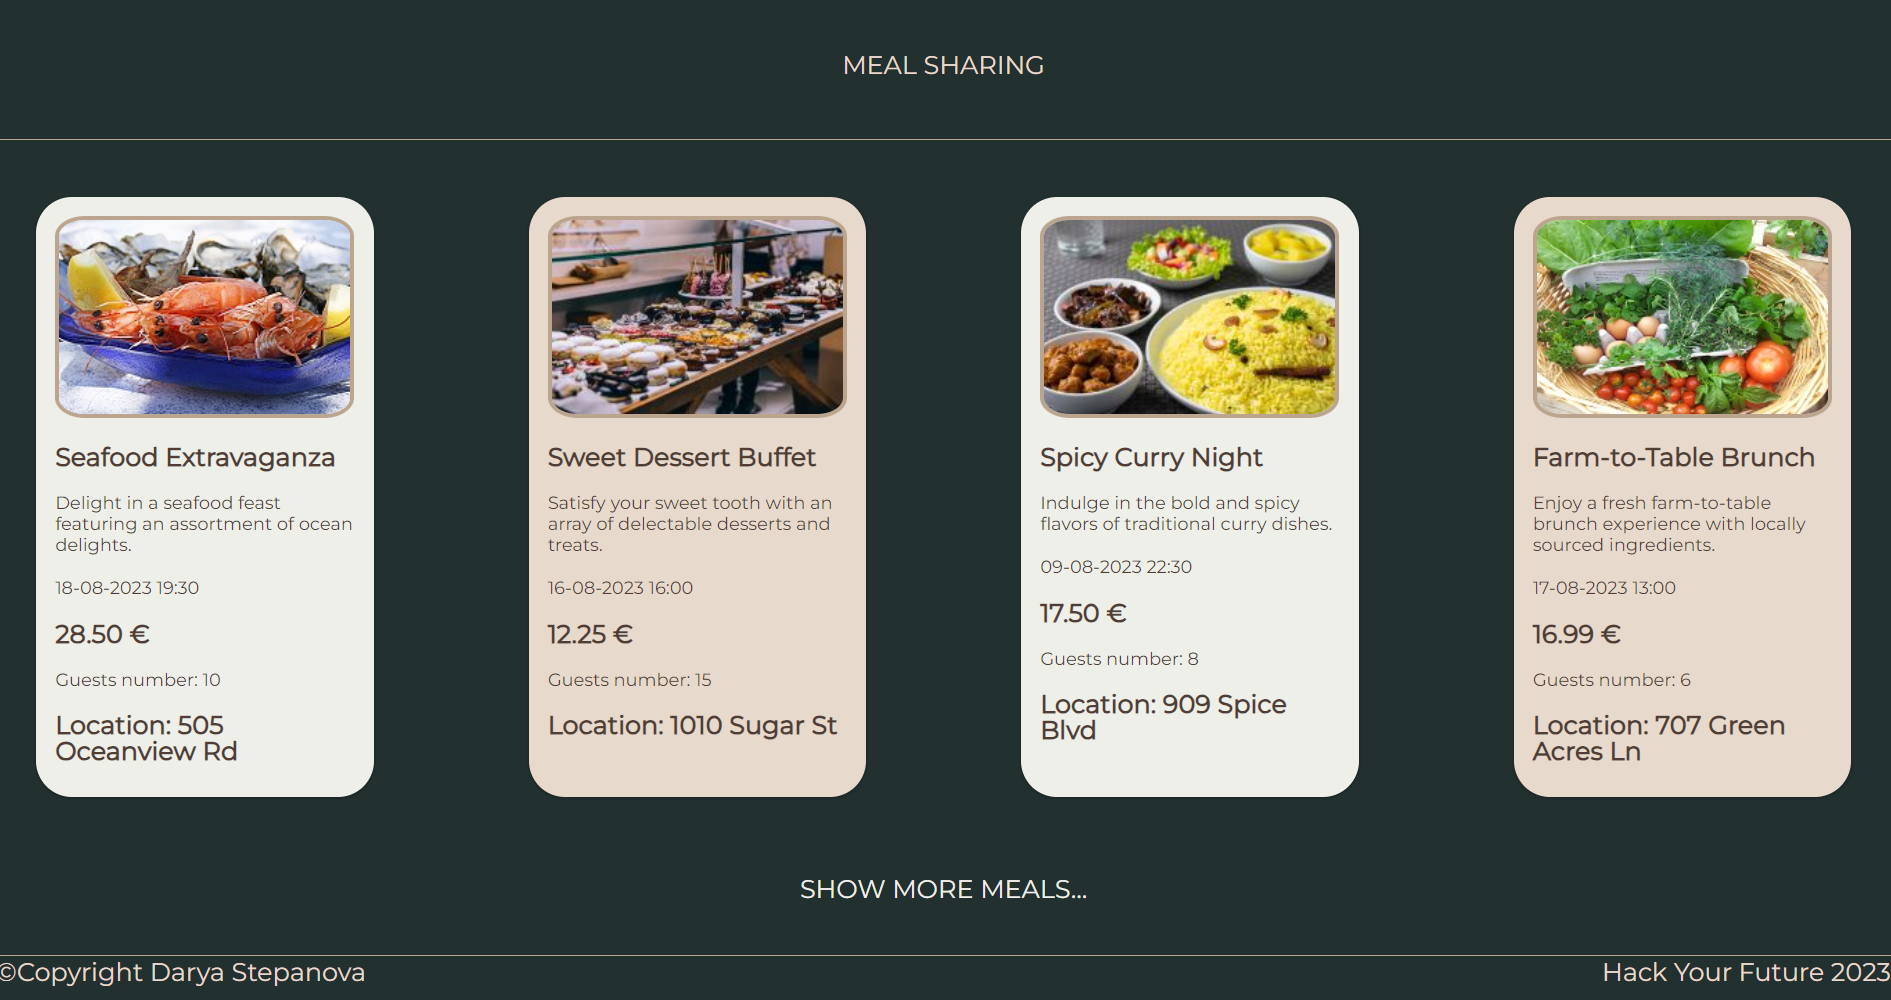 MEAL SHARING
Seafood Extravaganza
Delight in a seafood feast
featuring an assortment of ocean
delights.
18-08-2023 19:30
28.50 €
Guests number: 10
Location: 505
Oceanview Rd
Sweet Dessert Buffet
Satisfy your sweet tooth with an
array of delectable desserts and
treats.
16-08-2023 16:00
12.25 €
Guests number: 15
Location: 1010 Sugar St
Spicy Curry Night
Indulge in the bold and spicy
flavors of traditional curry dishes.
09-08-2023 22:30
17.50 €
Guests number: 8
Location: 909 Spice
Blvd
Farm-to-Table Brunch
Enjoy a fresh farm-to-table
brunch experience with locally
sourced ingredients.
17-08-2023 13:00
16.99 €
Guests number: 6
Location: 707 Green
Acres Ln
SHOW MORE MEALS...
©Copyright Darya Stepanova
Hack Your Future 2023